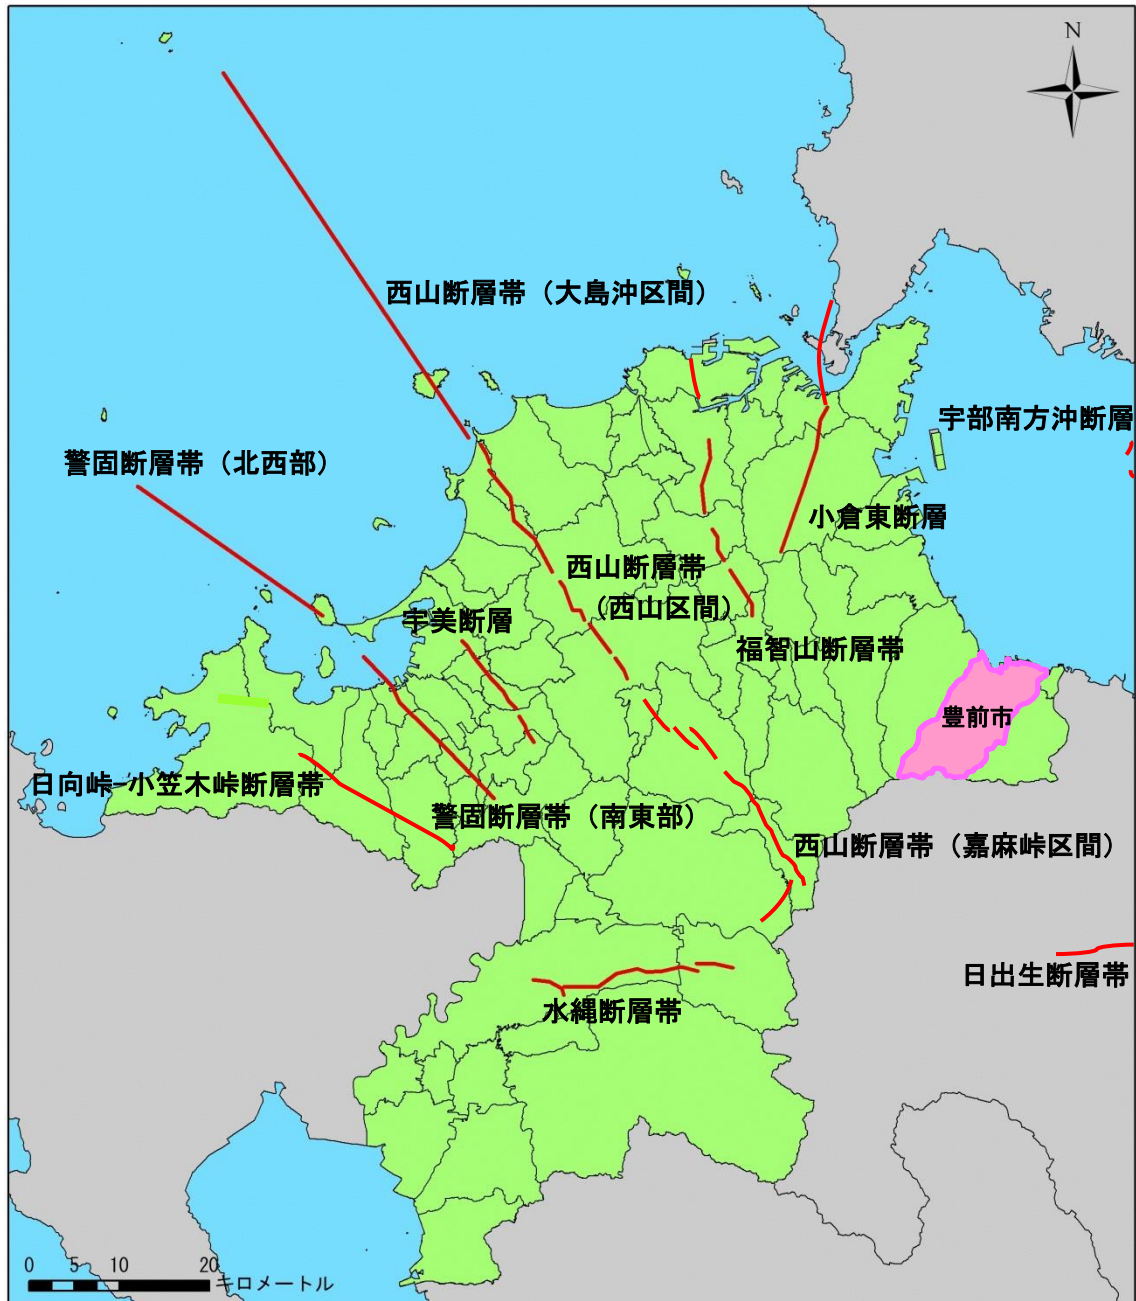 N
西山断層帯（大島沖区間）
宇部南方沖断層
警固断層帯（北西部）
小倉東断層
西山断層帯
（西山区間）
宇美断層
福智山断層帯
豊前市
日向峠-小笠木峠断層帯
警固断層帯（南東部）
西山断層帯（嘉麻峠区間）
日出生断層帯
水縄断層帯
0 5 10 20
キロメートル